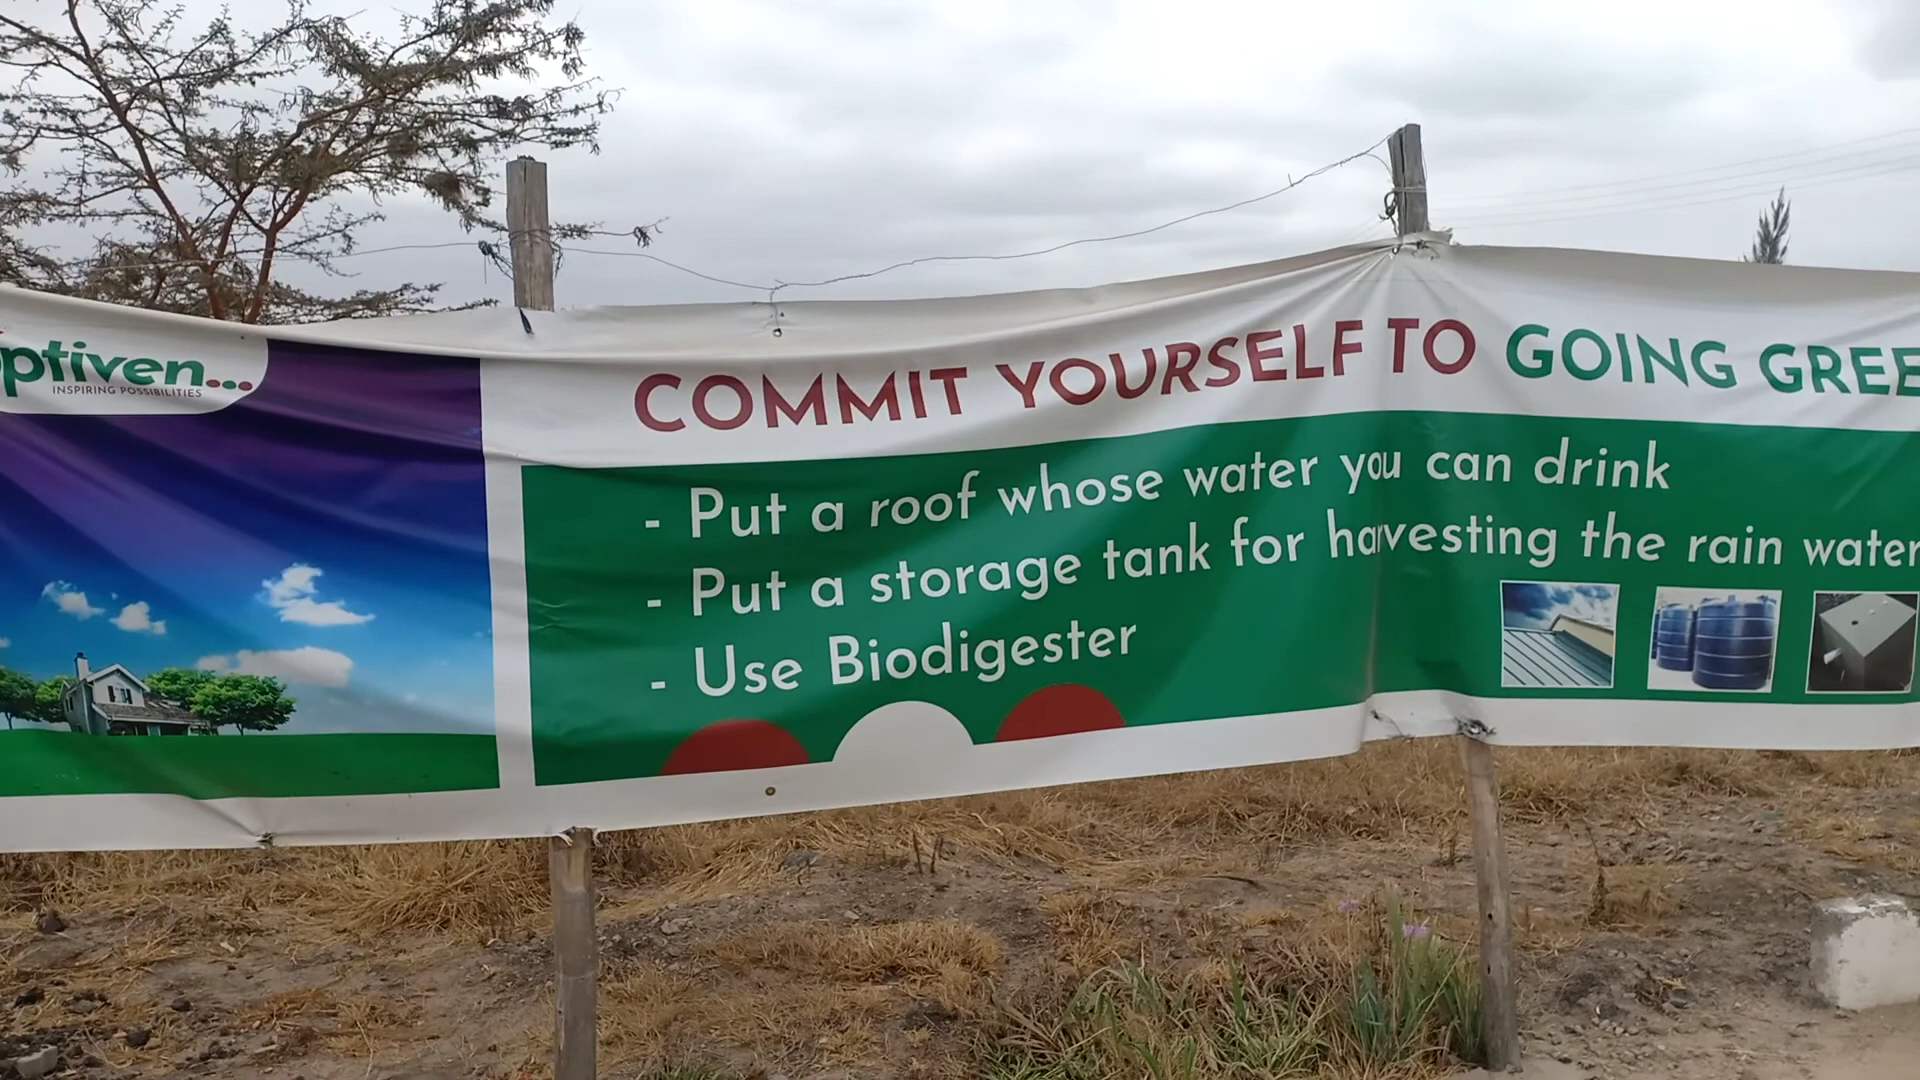 optiven...
INSPIRING POSSIBILITIES
COMMIT YOURSELF TO GOING GREE
- Put a roof whose water you can drink
- Put a storage tank for harvesting the rain water
- Use Biodigester